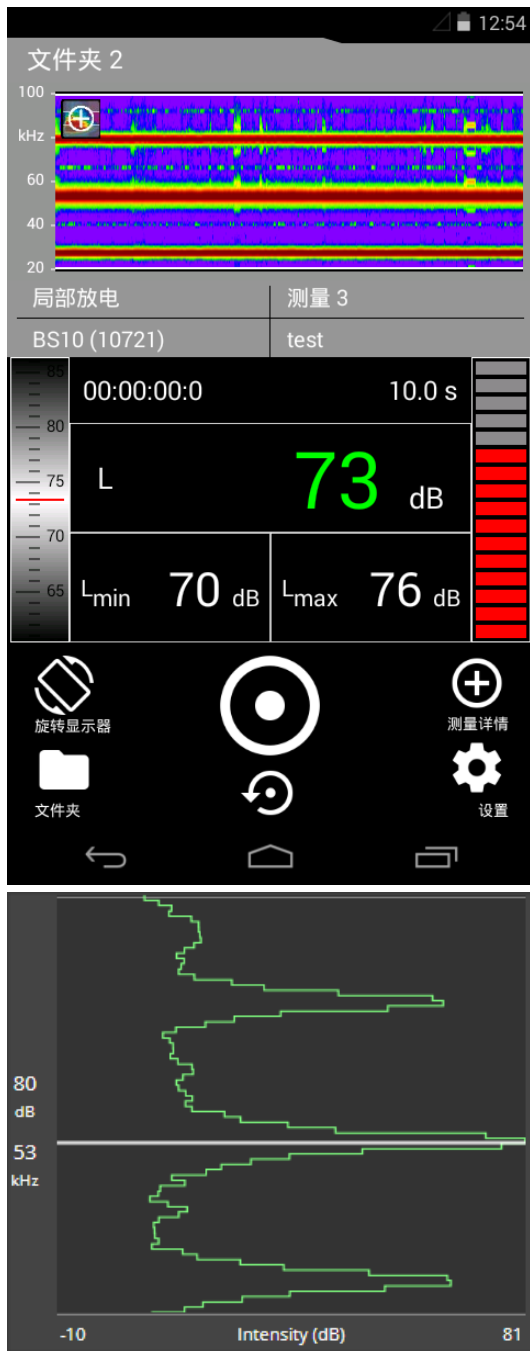 12:54
文件夹 2
100
kHz
60
40
20
局部放电 测量 3
BS10 (10721) test
85
80
75
70
65
00:00:00:0 10.0 s
L 73 dB
Lmin 70 dB Lmax 76 dB
旋转显示器 测量详情
文件夹 设置
80
dB
53
kHz
-10 Intensity (dB) 81